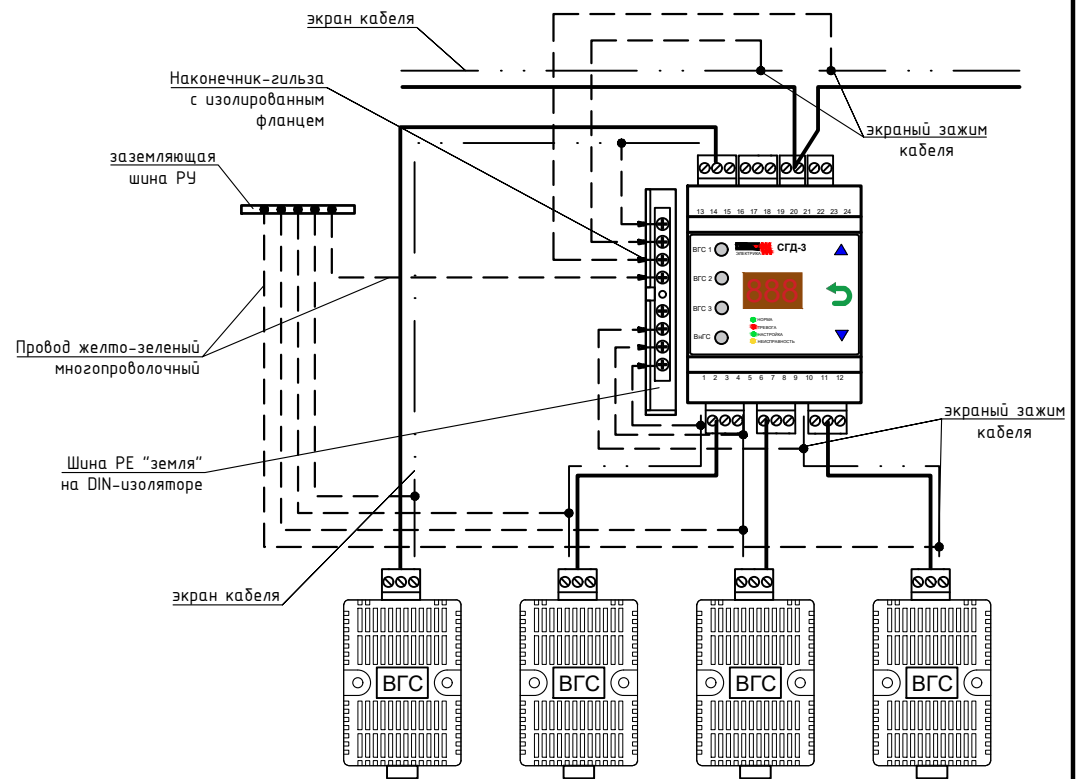 экран кабеля
Наконечник-гильза
с изолированным
фланцем
экраный зажим
кабеля
заземляющая
шина РУ
13 14 15 16 17 18 19 20 21 22 23 24
ВГС 1
ЭЛЕКТРИКА
СГД-3
ВГС 2
888
ВГС 3
НОРМА
ТРЕВОГА
НАСТРОЙКА
НЕИСПРАВНОСТЬ
ВнГС
Провод желто-зеленый
многопроволочный
1 2 3 4 5 6 7 8 9 10 11 12
экраный зажим
кабеля
Шина РЕ "земля"
на DIN-изоляторе
экран кабеля
ВГС
ВГС
ВГС
ВГС